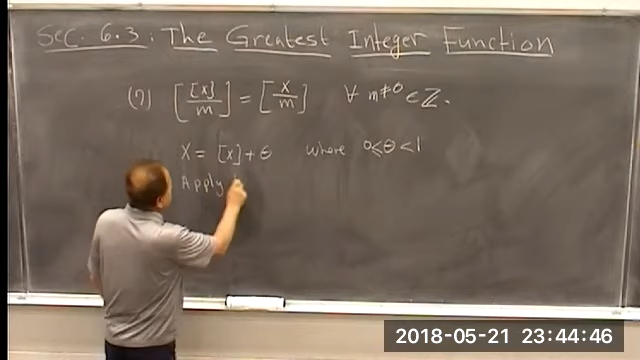 Sec. 6.3: The Greatest Integer Function
(7) [[x]/m] = [x/m] ∀ m≠0 ∈ ℤ.
x = [x] + θ where 0≤θ<1
Apply
2018-05-21 23:44:46